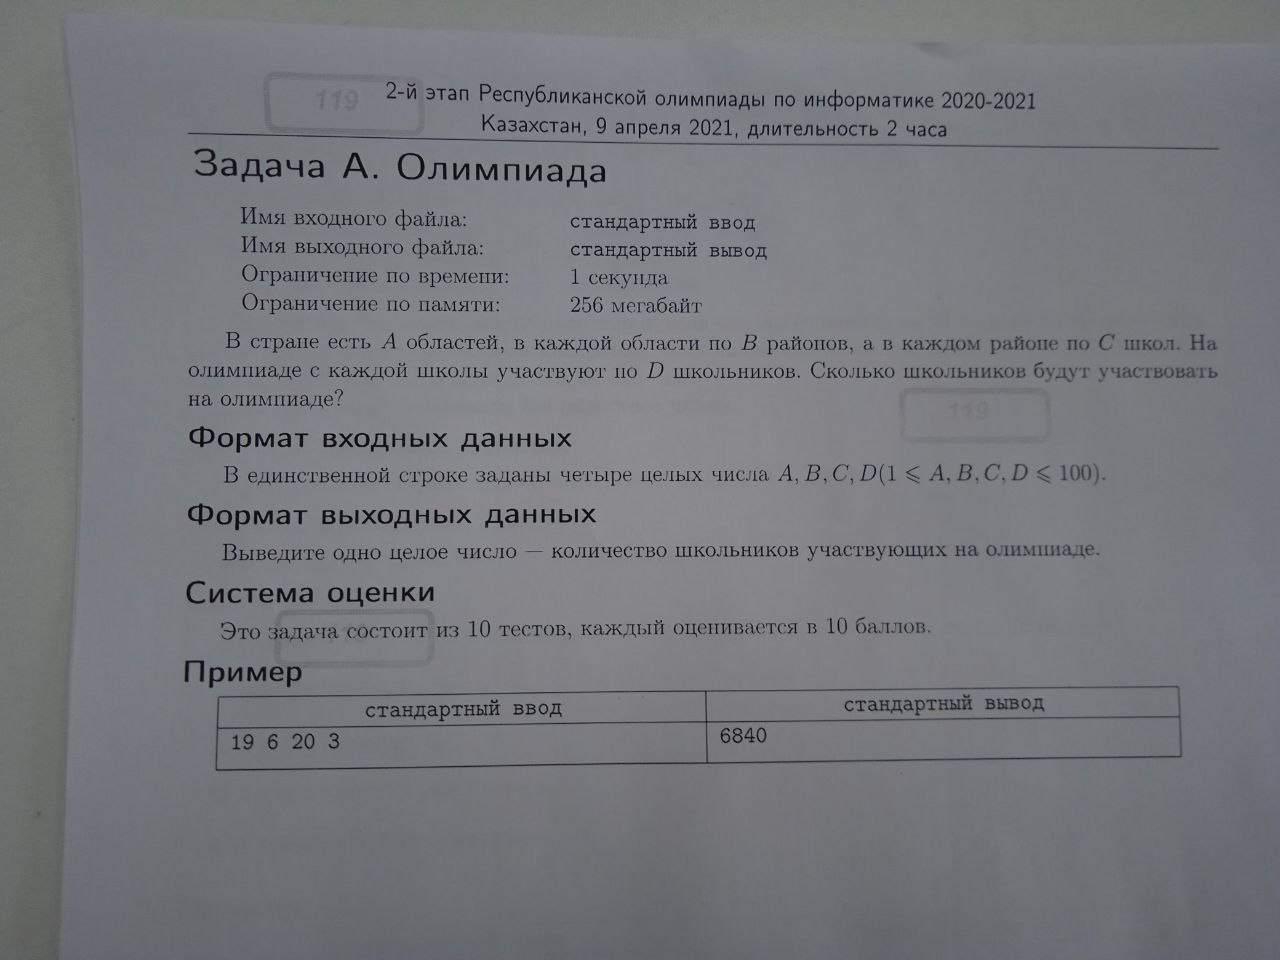 119
2-й этап Республиканской олимпиады по информатике 2020-2021
Казахстан, 9 апреля 2021, длительность 2 часа
Задача A. Олимпиада
Имя входного файла: стандартный ввод
Имя выходного файла: стандартный вывод
Ограничение по времени: 1 секунда
Ограничение по памяти: 256 мегабайт
В стране есть A областей, в каждой области по B районов, а в каждом районе по C школ. На
олимпиаде с каждой школы участвуют по D школьников. Сколько школьников будут участвовать
на олимпиаде?
119
Формат входных данных
В единственной строке заданы четыре целых числа A, B, C, D(1 ⩽ A, B, C, D ⩽ 100).
Формат выходных данных
Выведите одно целое число — количество школьников участвующих на олимпиаде.
Система оценки
Это задача состоит из 10 тестов, каждый оценивается в 10 баллов.
Пример
стандартный ввод стандартный вывод
19 6 20 3 6840